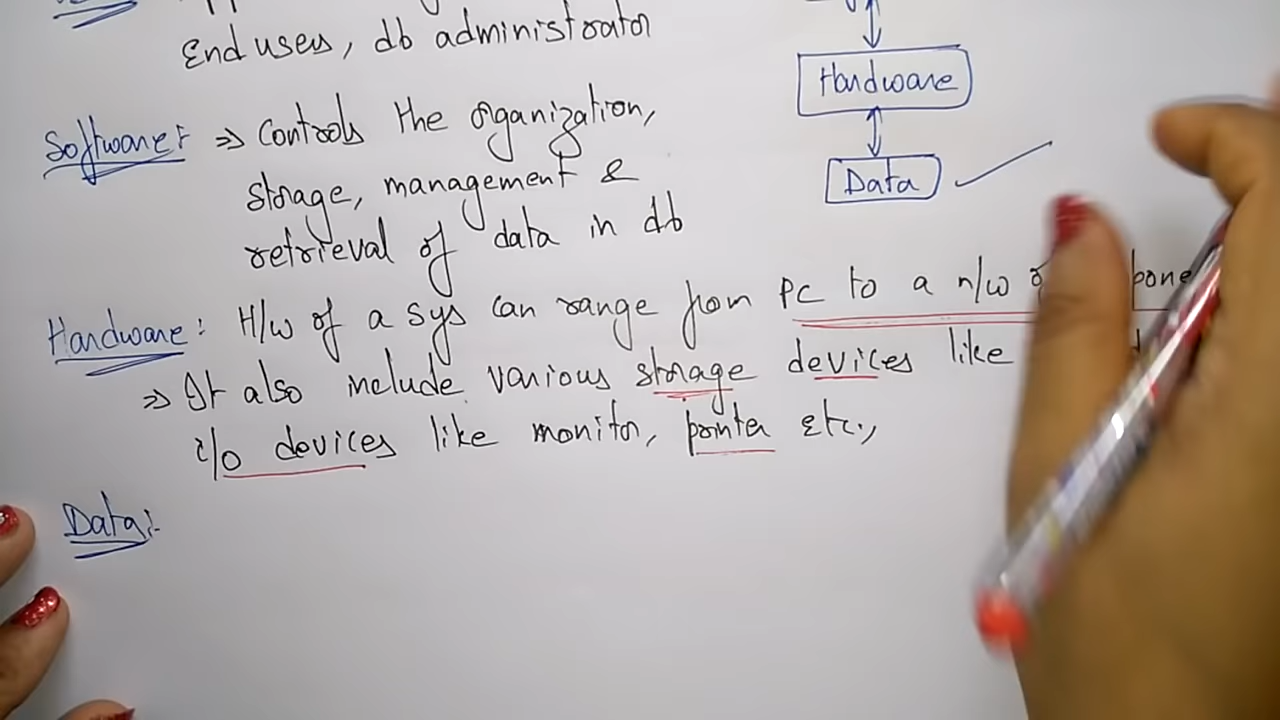 End users, db administrator
Software: ⇒ Controls the organization,
storage, management &
retrieval of data in db
Hardware
Data
Hardware: H/w of a sys can range from PC to a n/w of
⇒ It also include various storage devices like
i/o devices like monitor, printer etc.,
Data:-